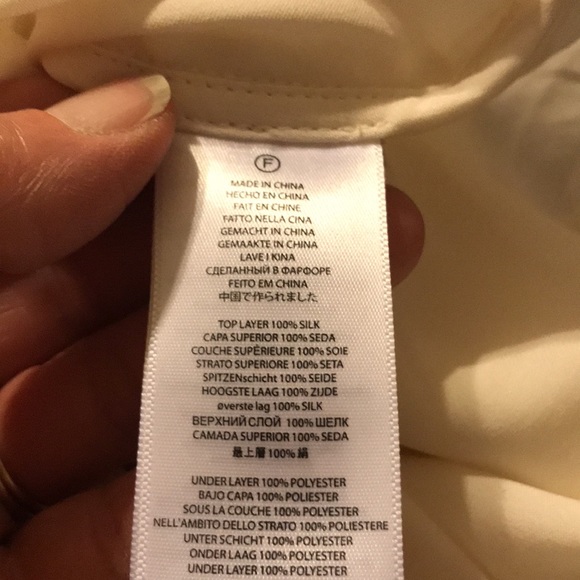 F
MADE IN CHINA
HECHO EN CHINA
FAIT EN CHINE
FATTO NELLA CINA
GEMACHT IN CHINA
GEMAAKTE IN CHINA
LAVE I KINA
СДЕЛАННЫЙ В ФАРФОРЕ
FEITO EM CHINA
中国で作られました
TOP LAYER 100% SILK
CAPA SUPERIOR 100% SEDA
COUCHE SUPÉRIEURE 100% SOIE
STRATO SUPERIORE 100% SETA
SPITZENschicht 100% SEIDE
HOOGSTE LAAG 100% ZIJDE
øverste lag 100% SILK
ВЕРХНИЙ СЛОЙ 100% ШЕЛК
CAMADA SUPERIOR 100% SEDA
最上層100%絹
UNDER LAYER 100% POLYESTER
BAJO CAPA 100% POLIESTER
SOUS LA COUCHE 100% POLYESTER
NELL'AMBITO DELLO STRATO 100% POLIESTERE
UNTER SCHICHT 100% POLYESTER
ONDER LAAG 100% POLYESTER
UNDER LAYER 100% POLYESTER